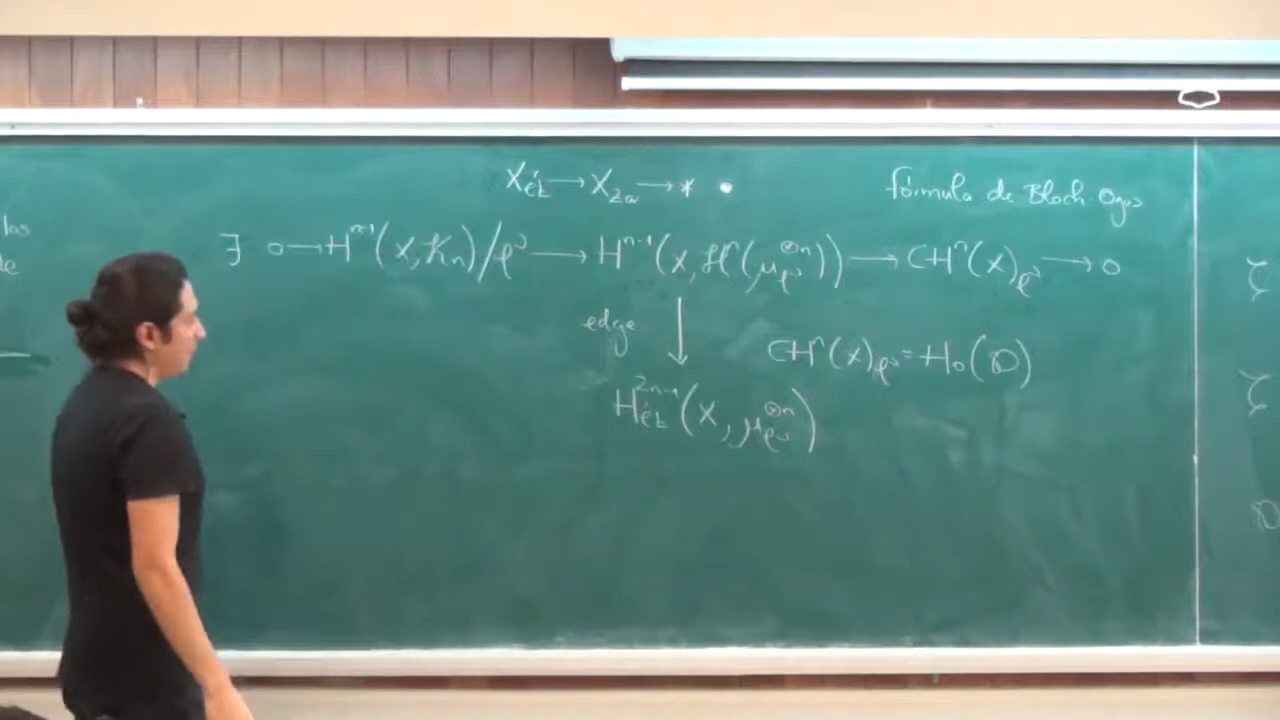 X_ét → X_Zar → * •
fórmula de Bloch-Ogus
∃ 0 → H^{n-1}(X, K_n)/ℓ^ν → H^{n-1}(X, ℋ^n(μ_{ℓ^ν}^{⊗n})) → CH^n(X)_{ℓ^ν} → 0
edge ↓
CH^n(X)_{ℓ^ν} = H_0(D)
H_ét^{2n-1}(X, μ_{ℓ^ν}^{⊗n})